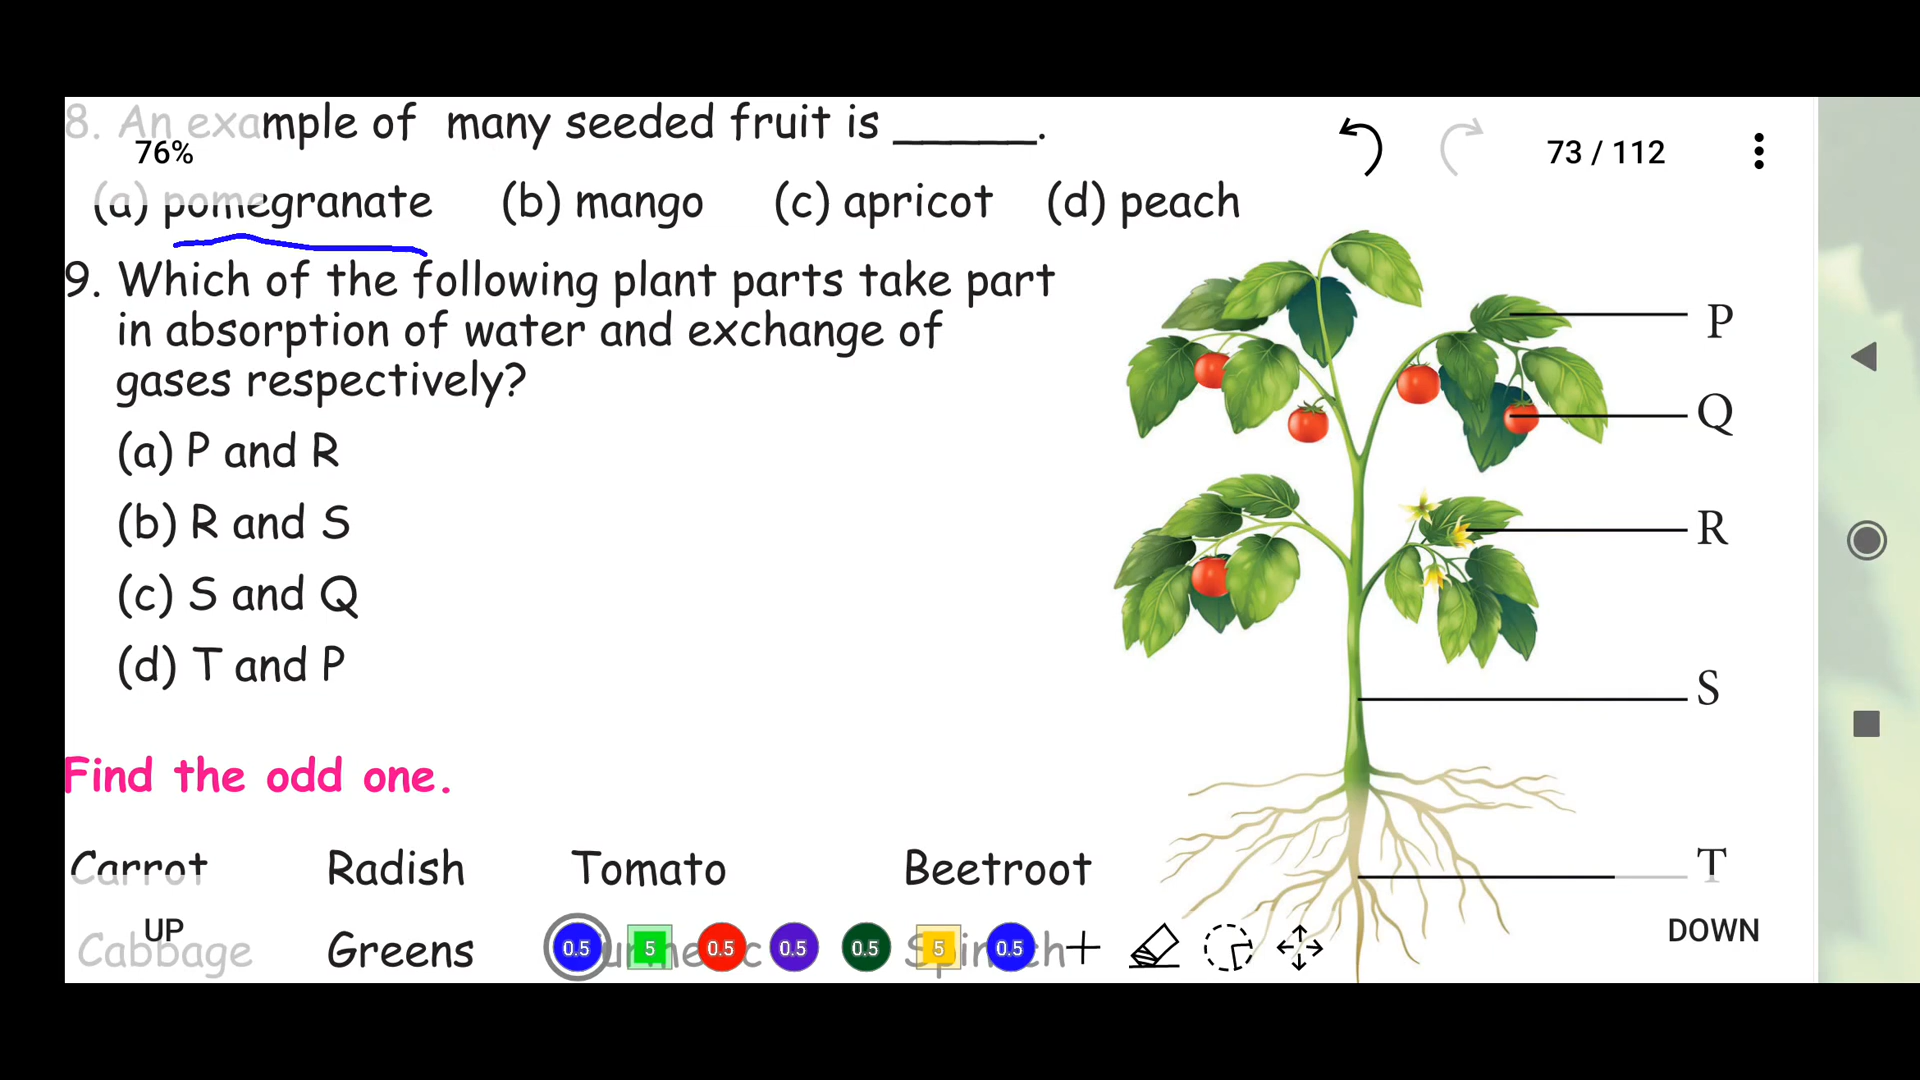 8. An example of many seeded fruit is ______.
76%
73 / 112
(a) pomegranate (b) mango (c) apricot (d) peach
9. Which of the following plant parts take part
in absorption of water and exchange of
gases respectively?
(a) P and R
(b) R and S
(c) S and Q
(d) T and P
P
Q
R
S
T
Find the odd one.
Carrot Radish Tomato Beetroot
UP
DOWN
Cabbage Greens Turmeric Spinach
0.5 5 0.5 0.5 0.5 5 0.5